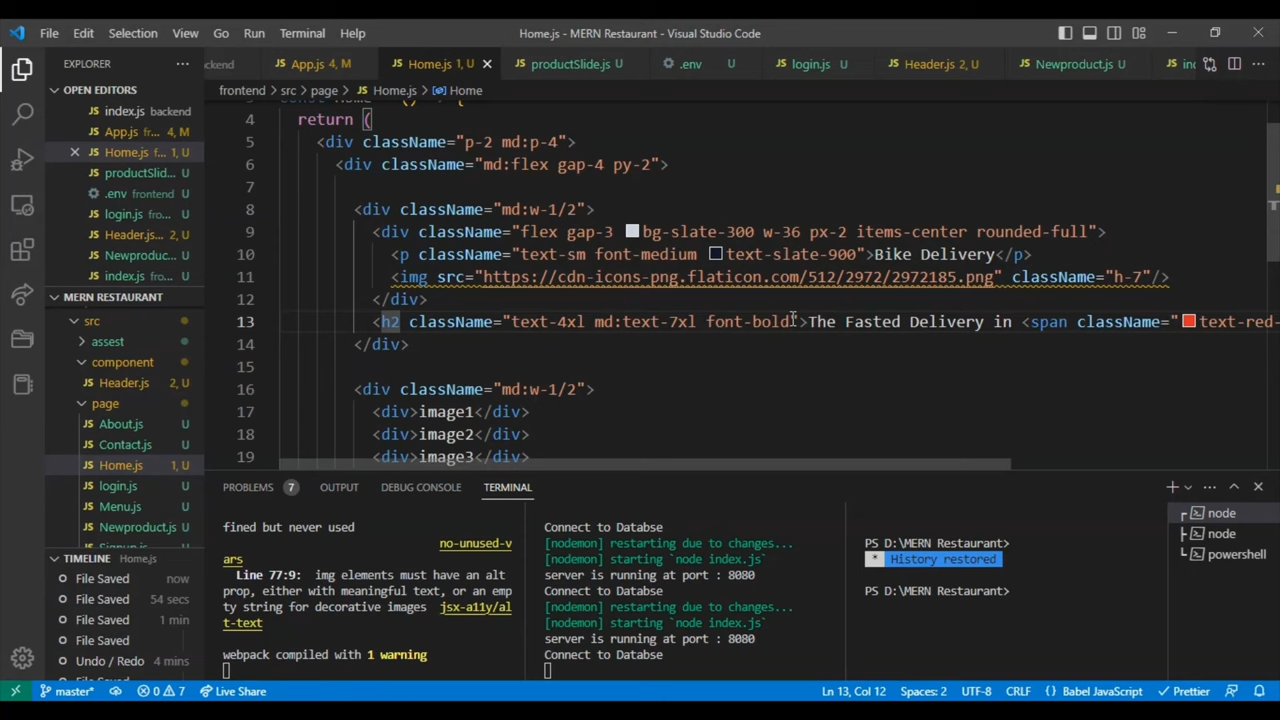 File Edit Selection View Go Run Terminal Help
Home.js - MERN Restaurant - Visual Studio Code
EXPLORER
ckend
App.js 4, M
Home.js 1, U
productSlide.js U
.env U
login.js U
Header.js 2, U
Newproduct.js U
OPEN EDITORS
frontend > src > page > Home.js > Home
index.js backend
App.js fr... 4, M
Home.js f... 1, U
productSlid... U
.env frontend U
login.js fro... U
Header.js... 2, U
Newproduc... U
index.js fr... U
MERN RESTAURANT
src
assest
component
Header.js 2, U
page
About.js U
Contact.js U
Home.js 1, U
login.js U
Menu.js U
Newproduct.js U
TIMELINE Home.js
File Saved now
File Saved 54 secs
File Saved 1 min
File Saved
Undo / Redo 4 mins
4 return (
5 <div className="p-2 md:p-4">
6 <div className="md:flex gap-4 py-2">
7
8 <div className="md:w-1/2">
9 <div className="flex gap-3 bg-slate-300 w-36 px-2 items-center rounded-full">
10 <p className="text-sm font-medium text-slate-900">Bike Delivery</p>
11 <img src="https://cdn-icons-png.flaticon.com/512/2972/2972185.png" className="h-7"/>
12 </div>
13 <h2 className="text-4xl md:text-7xl font-bold">The Fasted Delivery in <span className="text-red-
14 </div>
15
16 <div className="md:w-1/2">
17 <div>image1</div>
18 <div>image2</div>
19 <div>image3</div>
PROBLEMS 7 OUTPUT DEBUG CONSOLE TERMINAL
fined but never used
no-unused-v
ars
Line 77:9: img elements must have an alt
prop, either with meaningful text, or an emp
ty string for decorative images jsx-a11y/al
t-text
webpack compiled with 1 warning
Connect to Databse
[nodemon] restarting due to changes...
[nodemon] starting `node index.js`
server is running at port : 8080
Connect to Databse
[nodemon] restarting due to changes...
[nodemon] starting `node index.js`
server is running at port : 8080
Connect to Databse
PS D:\MERN Restaurant>
* History restored
PS D:\MERN Restaurant>
node
node
powershell
master* 0 7 Live Share
Ln 13, Col 12 Spaces: 2 UTF-8 CRLF Babel JavaScript Prettier